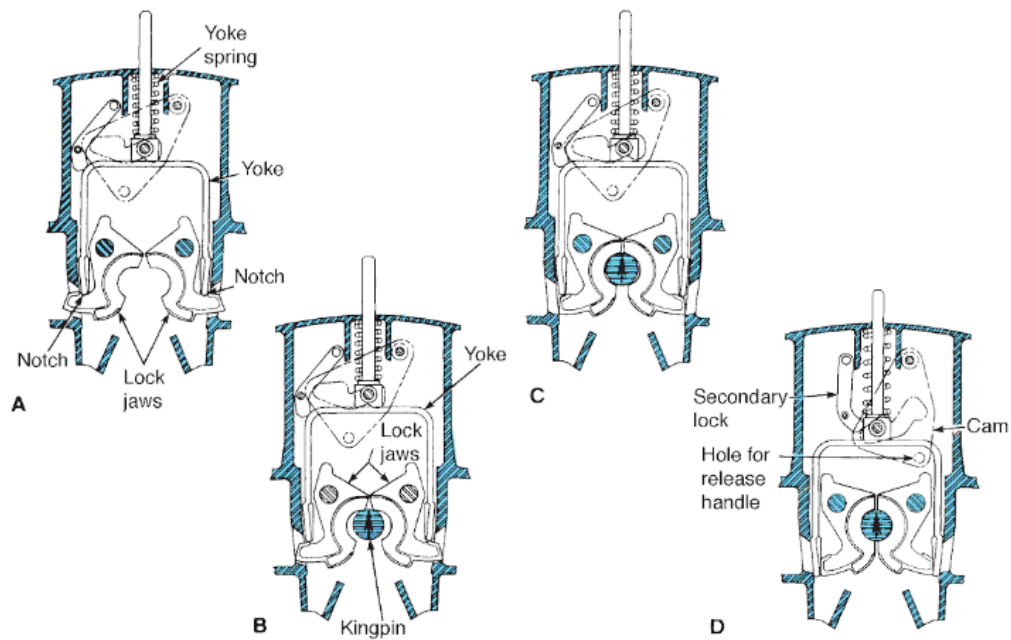 Yoke
spring
Yoke
Notch
Notch
Lock
jaws
A
Yoke
Lock
jaws
Kingpin
B
C
Secondary
lock
Cam
Hole for
release
handle
D